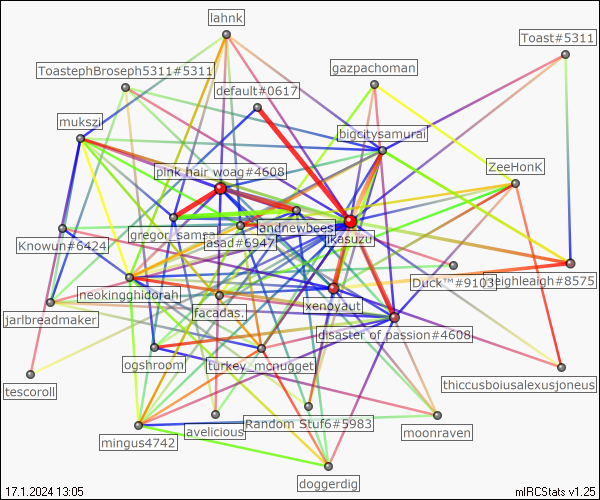 lahnk
Toast#5311
ToastephBroseph5311#5311
gazpachoman
default#0617
mukszi
bigcitysamurai
pink hair woag#4608
ZeeHonK
gregor_samsa
landnewbees
asad#6947
ikasuzu
Knowun#6424
Duck™#9103
leighleaigh#8575
neokingghidorah
xenoyaut
jarlbreadmaker
facadas.
disaster of passion#4608
ogshroom
turkey_mcnugget
tescoroll
thiccusboiusalexusjoneus
avelicious
Random Stuf6#5983
moonraven
mingus4742
doggerdig
17.1.2024 13:05
mIRCStats v1.25